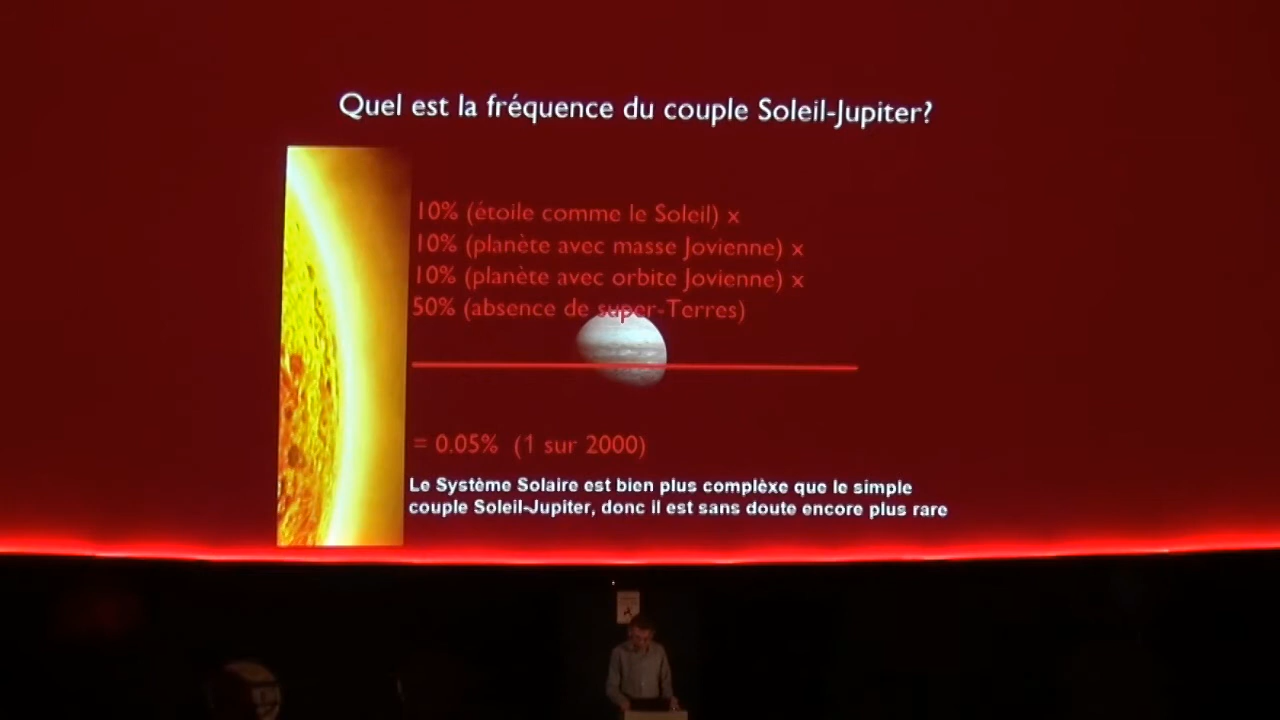 Quel est la fréquence du couple Soleil-Jupiter?
10% (étoile comme le Soleil) x
10% (planète avec masse Jovienne) x
10% (planète avec orbite Jovienne) x
50% (absence de super-Terres)
= 0.05% (1 sur 2000)
Le Système Solaire est bien plus complèxe que le simple
couple Soleil-Jupiter, donc il est sans doute encore plus rare